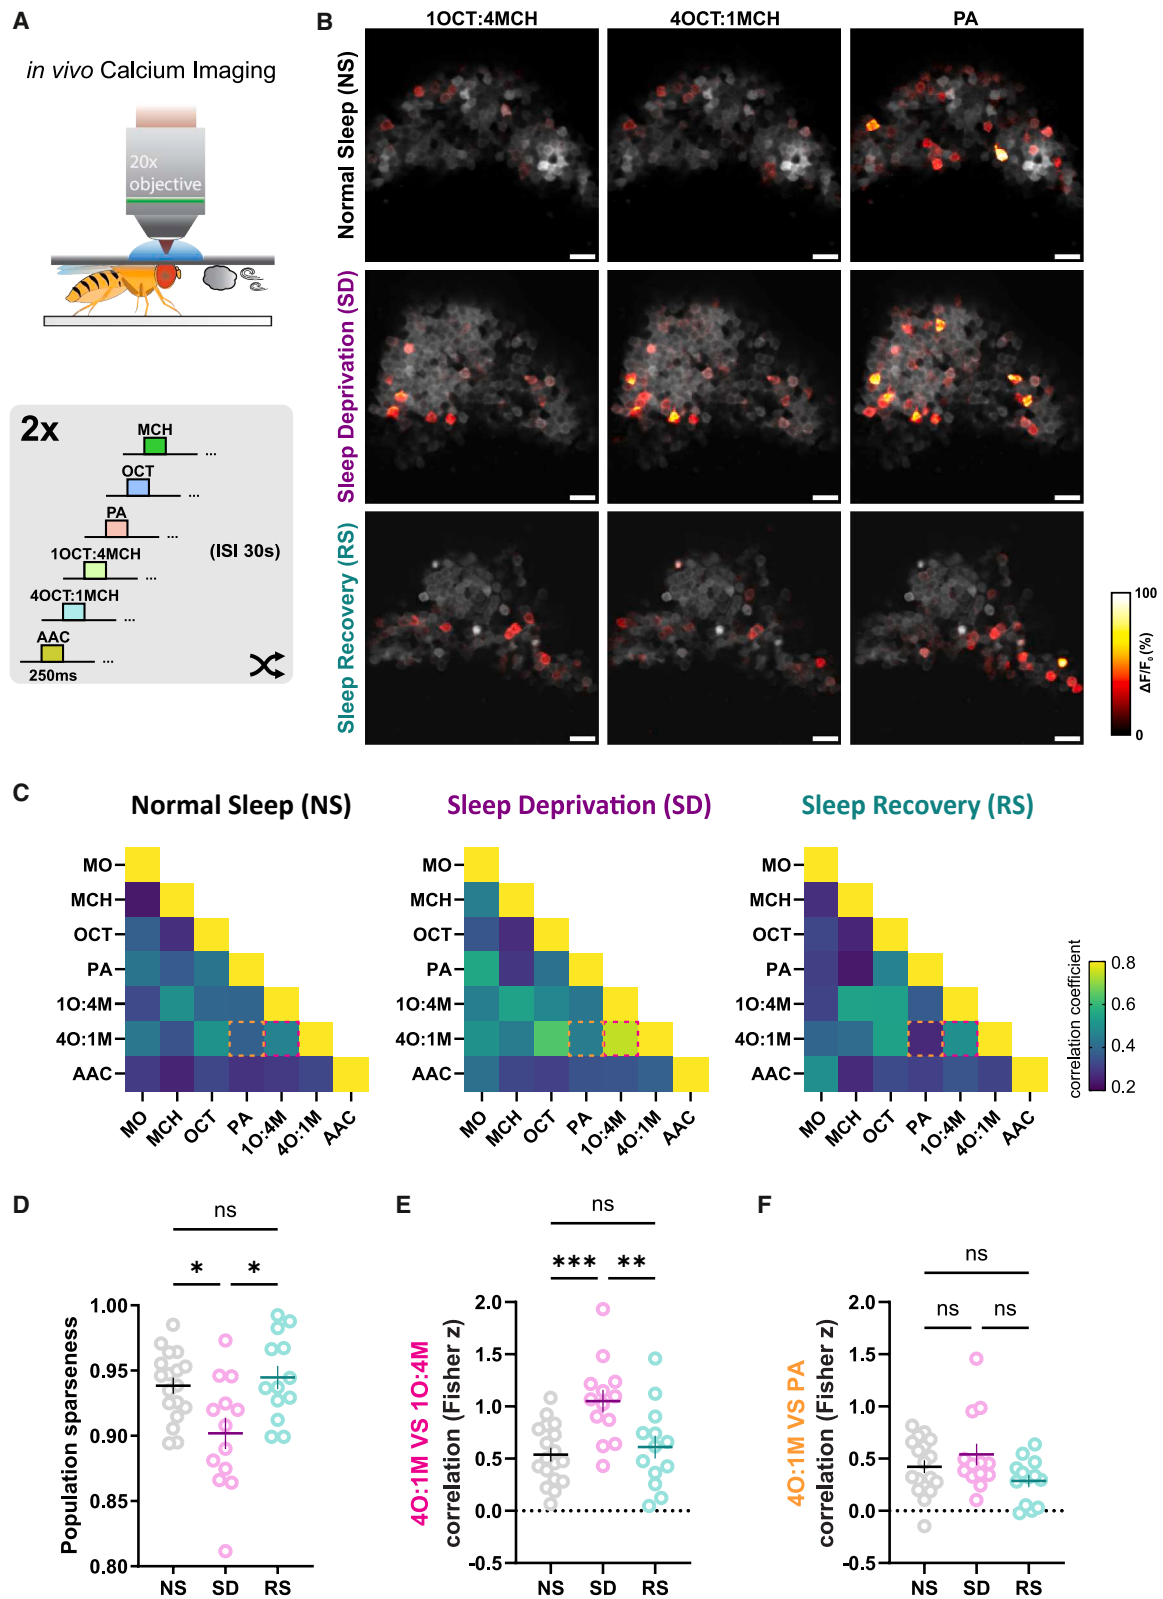 A
in vivo Calcium Imaging
20x
objective
2x
MCH
...
OCT
...
PA
...
(ISI 30s)
1OCT:4MCH
...
4OCT:1MCH
...
AAC
...
250ms
B
1OCT:4MCH 4OCT:1MCH PA
Normal Sleep (NS)
Sleep Deprivation (SD)
Sleep Recovery (RS)
100
ΔF/F₀ (%)
0
C
Normal Sleep (NS) Sleep Deprivation (SD) Sleep Recovery (RS)
MO
MCH
OCT
PA
1O:4M
4O:1M
AAC
MO MCH OCT PA 1O:4M 4O:1M AAC
MO
MCH
OCT
PA
1O:4M
4O:1M
AAC
MO MCH OCT PA 1O:4M 4O:1M AAC
MO
MCH
OCT
PA
1O:4M
4O:1M
AAC
MO MCH OCT PA 1O:4M 4O:1M AAC
correlation coefficient
0.8
0.6
0.4
0.2
D
ns
* *
Population sparseness
1.00
0.95
0.90
0.85
0.80
NS SD RS
E
ns
*** **
4O:1M VS 1O:4M
correlation (Fisher z)
2.0
1.5
1.0
0.5
0.0
-0.5
NS SD RS
F
ns
ns ns
4O:1M VS PA
correlation (Fisher z)
2.0
1.5
1.0
0.5
0.0
-0.5
NS SD RS